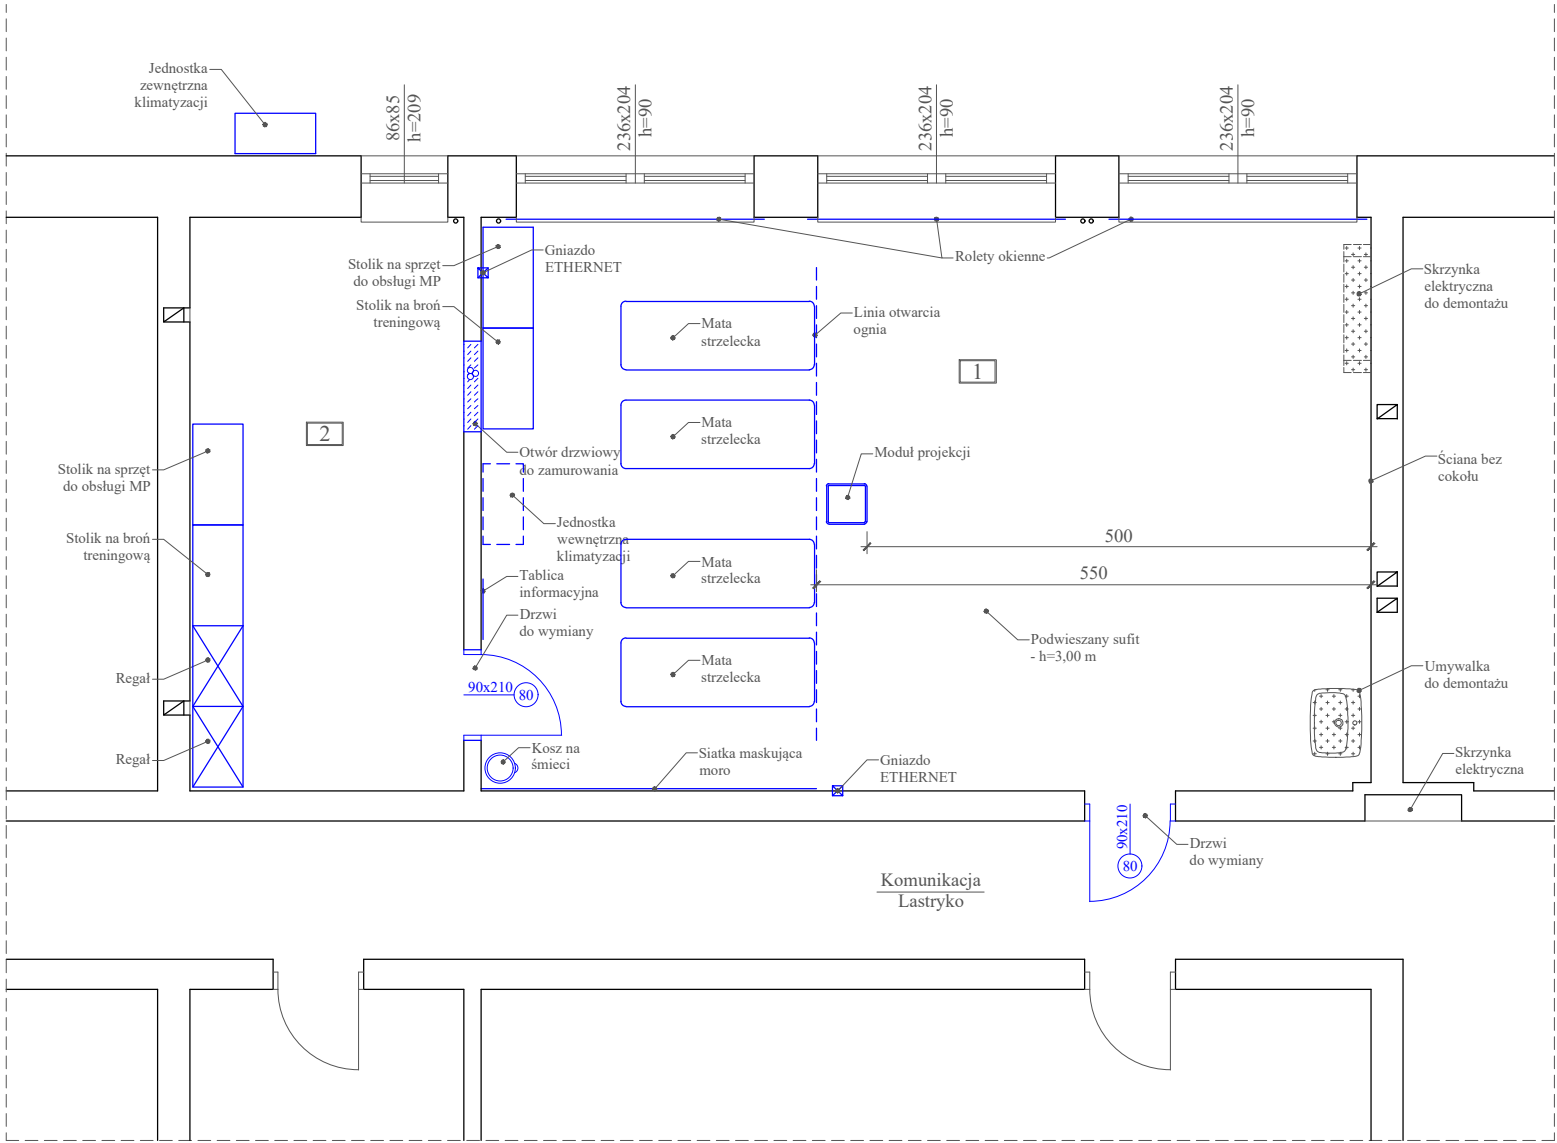 Jednostka
zewnętrzna
klimatyzacji
86x85
h=209
236x204
h=90
236x204
h=90
236x204
h=90
Stolik na sprzęt
do obsługi MP
Gniazdo
ETHERNET
Rolety okienne
Skrzynka
elektryczna
do demontażu
Stolik na broń
treningową
Mata
strzelecka
Linia otwarcia
ognia
1
2
Mata
strzelecka
Otwór drzwiowy
do zamurowania
Moduł projekcji
Ściana bez
cokołu
Stolik na sprzęt
do obsługi MP
Jednostka
wewnętrzna
klimatyzacji
500
Stolik na broń
treningową
Mata
strzelecka
550
Tablica
informacyjna
Drzwi
do wymiany
Podwieszany sufit
- h=3,00 m
Mata
strzelecka
Umywalka
do demontażu
Regał
90x210
80
Regał
Kosz na
śmieci
Siatka maskująca
moro
Gniazdo
ETHERNET
Skrzynka
elektryczna
90x210
80
Drzwi
do wymiany
Komunikacja
Lastryko